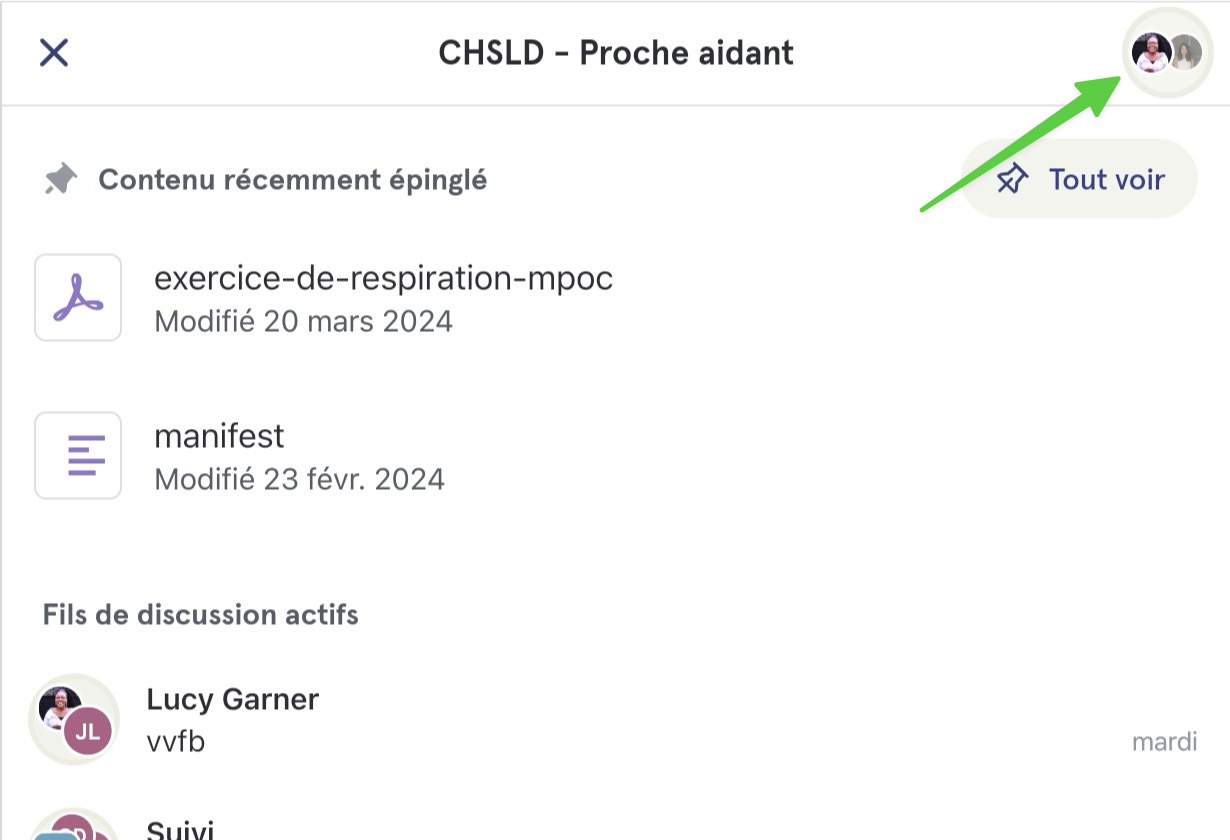 CHSLD – Proche aidant
Contenu récemment épinglé
Tout voir
exercice-de-respiration-mpoc
Modifié 20 mars 2024
manifest
Modifié 23 févr. 2024
Fils de discussion actifs
Lucy Garner
JL
vvfb
mardi
Suivi